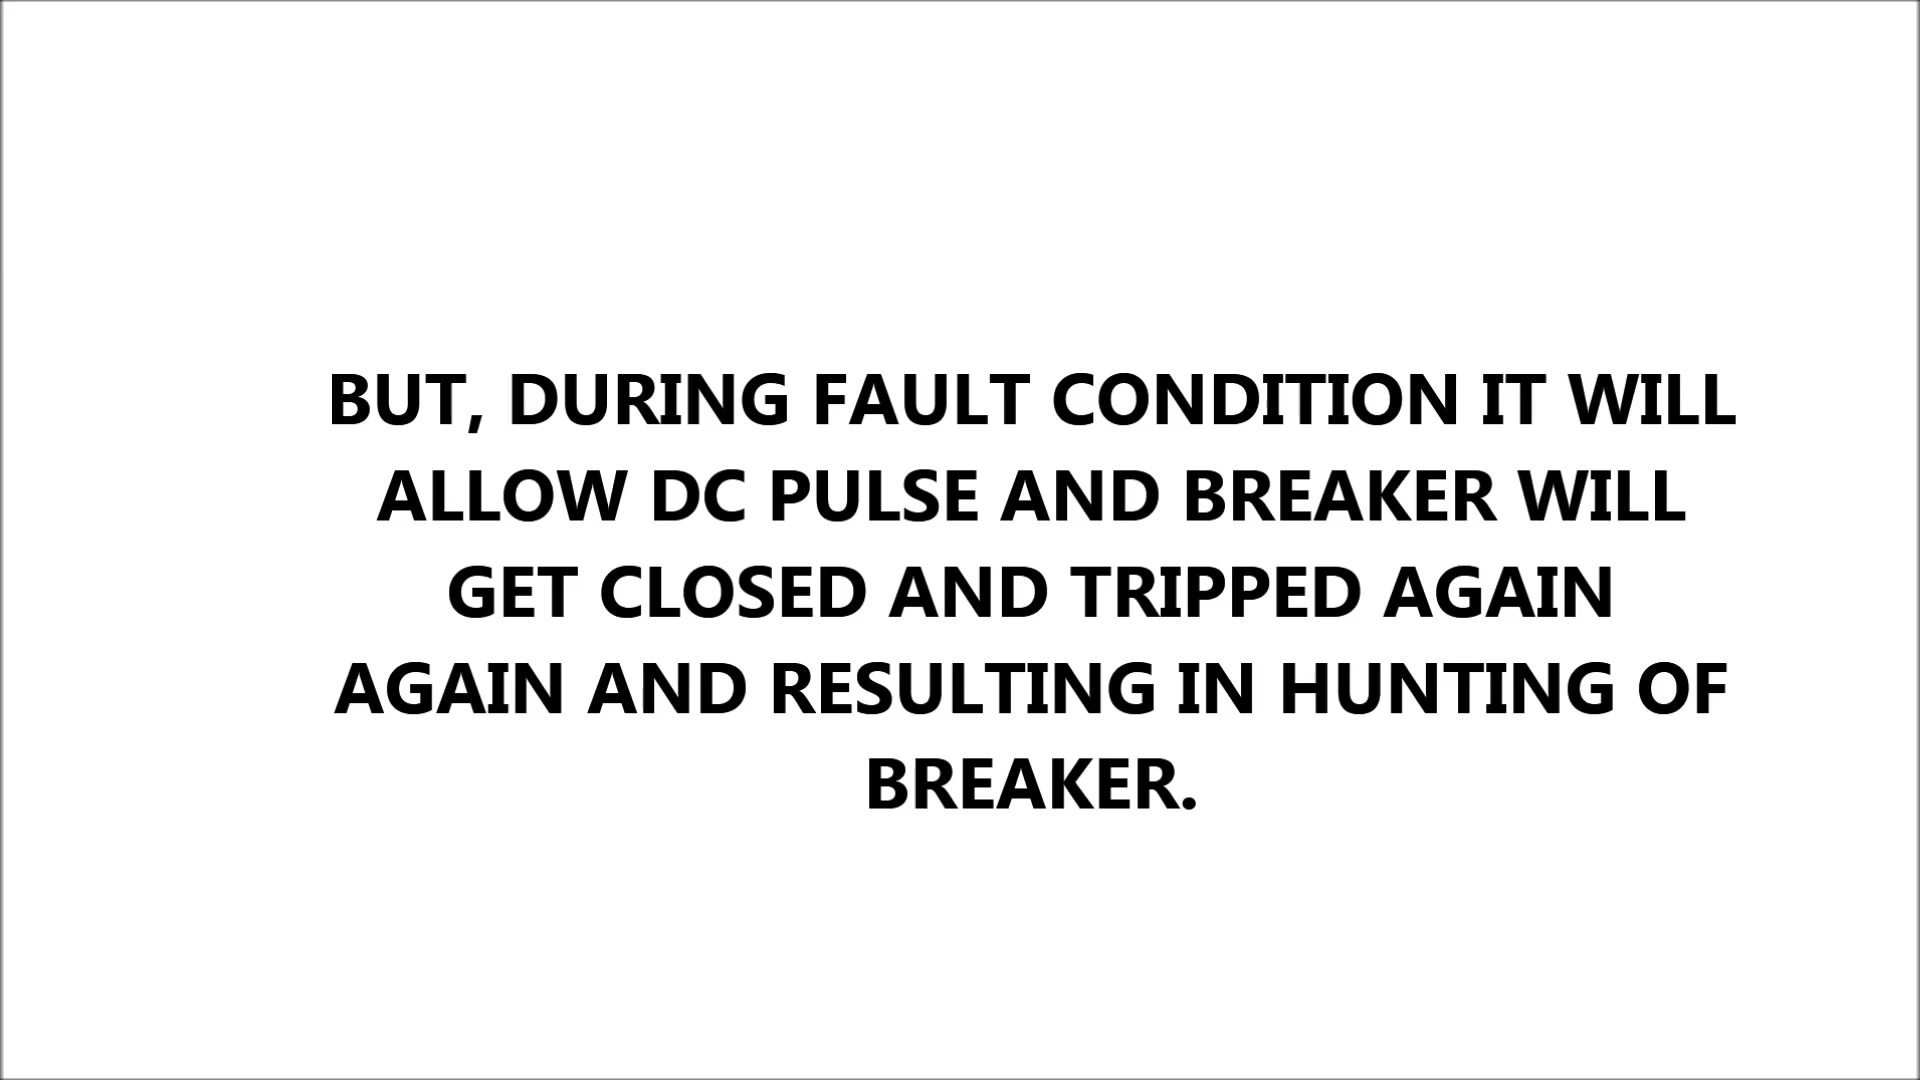 BUT, DURING FAULT CONDITION IT WILL
ALLOW DC PULSE AND BREAKER WILL
GET CLOSED AND TRIPPED AGAIN
AGAIN AND RESULTING IN HUNTING OF
BREAKER.